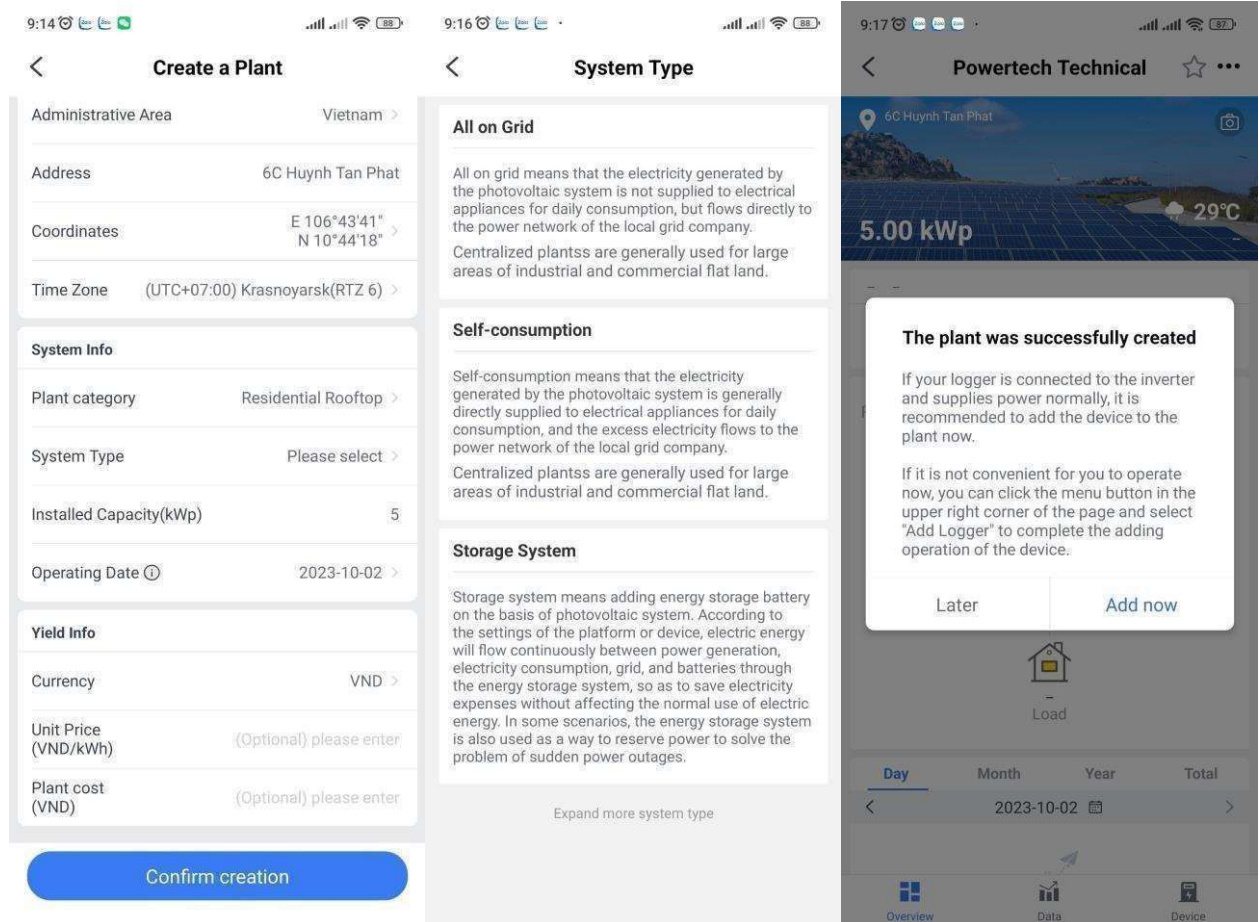 9:14
88
Create a Plant
Administrative Area
Vietnam
Address
6C Huynh Tan Phat
Coordinates
E 106°43'41"
N 10°44'18"
Time Zone
(UTC+07:00) Krasnoyarsk(RTZ 6)
System Info
Plant category
Residential Rooftop
System Type
Please select
Installed Capacity(kWp)
5
Operating Date
2023-10-02
Yield Info
Currency
VND
Unit Price
(VND/kWh)
(Optional) please enter
Plant cost
(VND)
(Optional) please enter
Confirm creation
9:16
88
System Type
All on Grid
All on grid means that the electricity generated by
the photovoltaic system is not supplied to electrical
appliances for daily consumption, but flows directly to
the power network of the local grid company.
Centralized plantss are generally used for large
areas of industrial and commercial flat land.
Self-consumption
Self-consumption means that the electricity
generated by the photovoltaic system is generally
directly supplied to electrical appliances for daily
consumption, and the excess electricity flows to the
power network of the local grid company.
Centralized plantss are generally used for large
areas of industrial and commercial flat land.
Storage System
Storage system means adding energy storage battery
on the basis of photovoltaic system. According to
the settings of the platform or device, electric energy
will flow continuously between power generation,
electricity consumption, grid, and batteries through
the energy storage system, so as to save electricity
expenses without affecting the normal use of electric
energy. In some scenarios, the energy storage system
is also used as a way to reserve power to solve the
problem of sudden power outages.
Expand more system type
9:17
87
Powertech Technical
6C Huynh Tan Phat
29°C
5.00 kWp
The plant was successfully created
If your logger is connected to the inverter
and supplies power normally, it is
recommended to add the device to the
plant now.
If it is not convenient for you to operate
now, you can click the menu button in the
upper right corner of the page and select
"Add Logger" to complete the adding
operation of the device.
Later
Add now
Load
Day
Month
Year
Total
2023-10-02
Overview
Data
Device